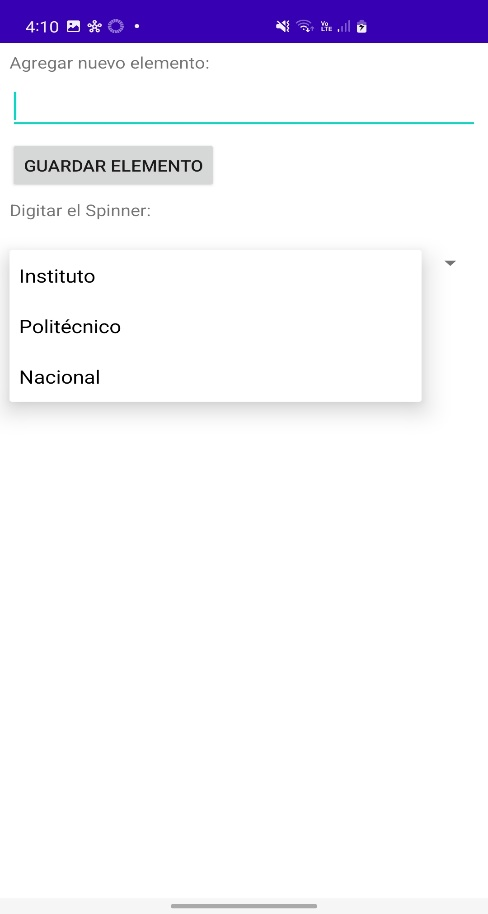 4:10
Agregar nuevo elemento:
GUARDAR ELEMENTO
Digitar el Spinner:
Instituto
Politécnico
Nacional